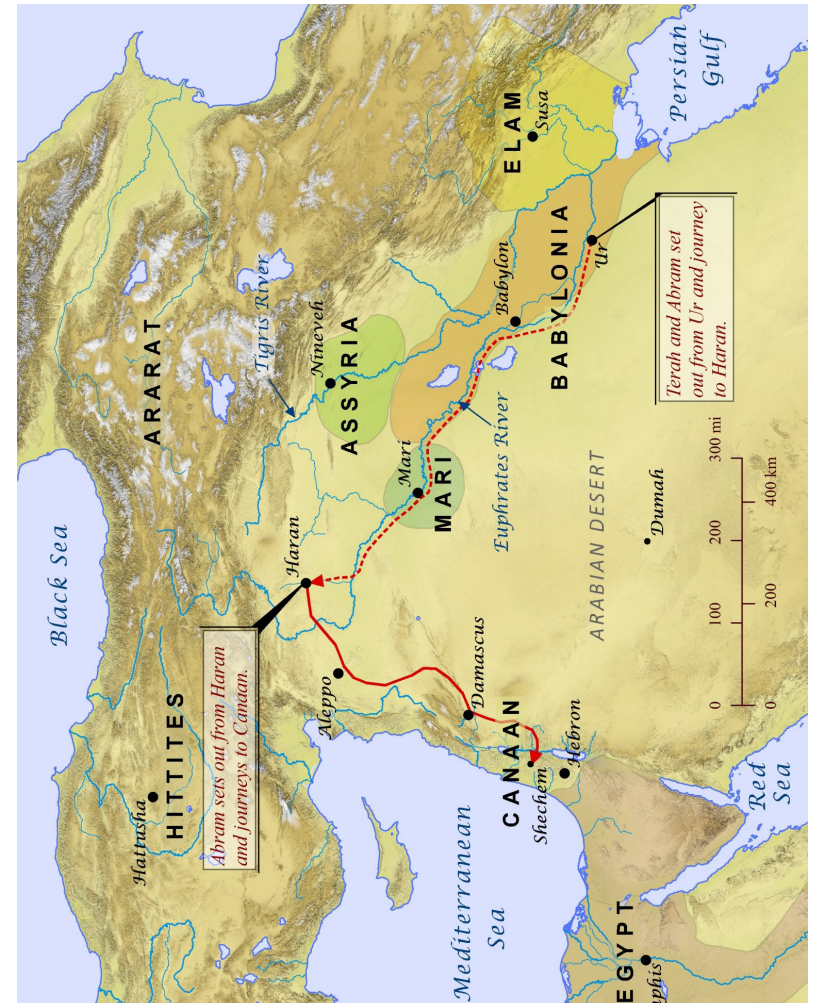 Black Sea
Hattusha
ARARAT
HITTITES
Abram sets out from Haran
and journeys to Canaan.
Tigris River
Haran
Nineveh
Aleppo
ASSYRIA
Mari
MARI
Mediterranean
Sea
Damascus
Euphrates River
Babylon
CANAAN
ELAM
Susa
Shechem
BABYLONIA
Hebron
ARABIAN DESERT
Ur
EGYPT
ephis
Dumah
Terah and Abram set
out from Ur and journey
to Haran.
Persian
Gulf
0 100 200 300 mi
0 200 400 km
Red
Sea